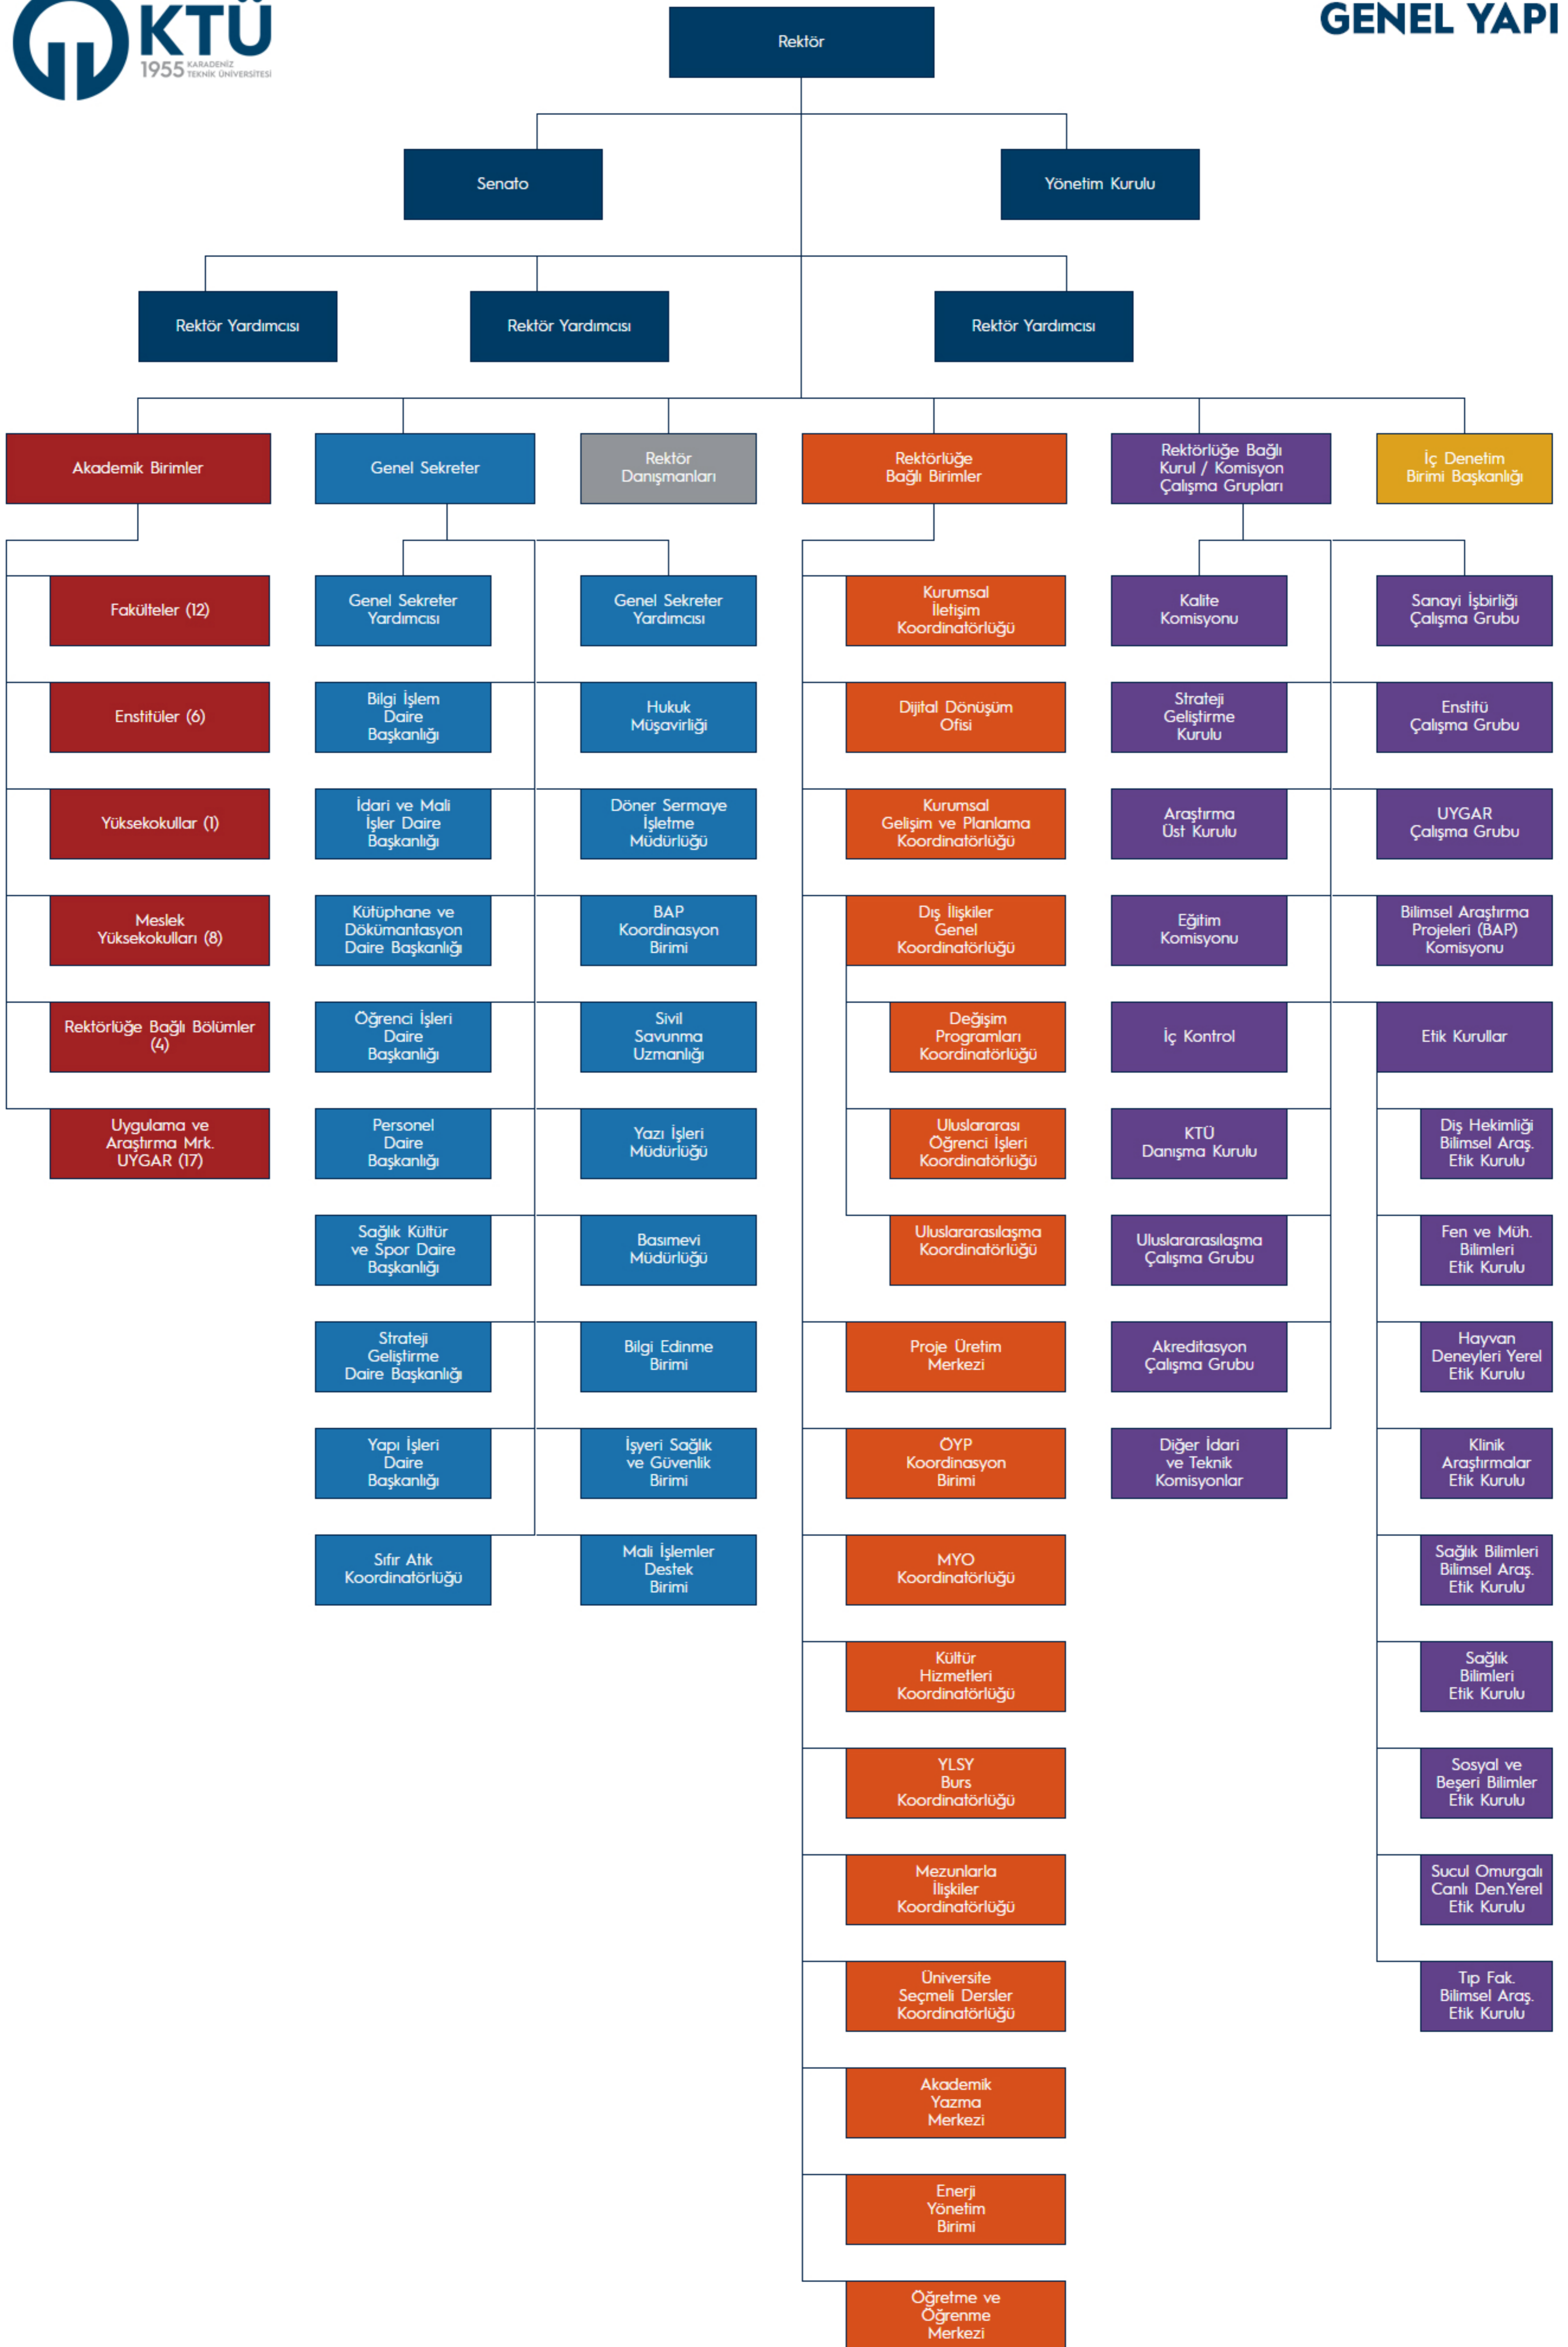 KTÜ
1955 KARADENİZ
TEKNİK ÜNİVERSİTESİ
GENEL YAPI
Rektör
Senato
Yönetim Kurulu
Rektör Yardımcısı
Rektör Yardımcısı
Rektör Yardımcısı
Akademik Birimler
Genel Sekreter
Rektör
Danışmanları
Rektörlüğe
Bağlı Birimler
Rektörlüğe Bağlı
Kurul / Komisyon
Çalışma Grupları
İç Denetim
Birimi Başkanlığı
Fakülteler (12)
Enstitüler (6)
Yüksekokullar (1)
Meslek
Yüksekokulları (8)
Rektörlüğe Bağlı Bölümler
(4)
Uygulama ve
Araştırma Mrk.
UYGAR (17)
Genel Sekreter
Yardımcısı
Bilgi İşlem
Daire
Başkanlığı
İdari ve Mali
İşler Daire
Başkanlığı
Kütüphane ve
Dökümantasyon
Daire Başkanlığı
Öğrenci İşleri
Daire
Başkanlığı
Personel
Daire
Başkanlığı
Sağlık Kültür
ve Spor Daire
Başkanlığı
Strateji
Geliştirme
Daire Başkanlığı
Yapı İşleri
Daire
Başkanlığı
Sıfır Atık
Koordinatörlüğü
Genel Sekreter
Yardımcısı
Hukuk
Müşavirliği
Döner Sermaye
İşletme
Müdürlüğü
BAP
Koordinasyon
Birimi
Sivil
Savunma
Uzmanlığı
Yazı İşleri
Müdürlüğü
Basımevi
Müdürlüğü
Bilgi Edinme
Birimi
İşyeri Sağlık
ve Güvenlik
Birimi
Mali İşlemler
Destek
Birimi
Kurumsal
İletişim
Koordinatörlüğü
Dijital Dönüşüm
Ofisi
Kurumsal
Gelişim ve Planlama
Koordinatörlüğü
Dış İlişkiler
Genel
Koordinatörlüğü
Değişim
Programları
Koordinatörlüğü
Uluslararası
Öğrenci İşleri
Koordinatörlüğü
Uluslararasılaşma
Koordinatörlüğü
Proje Üretim
Merkezi
ÖYP
Koordinasyon
Birimi
MYO
Koordinatörlüğü
Kültür
Hizmetleri
Koordinatörlüğü
YLSY
Burs
Koordinatörlüğü
Mezunlarla
İlişkiler
Koordinatörlüğü
Üniversite
Seçmeli Dersler
Koordinatörlüğü
Akademik
Yazma
Merkezi
Enerji
Yönetim
Birimi
Öğretme ve
Öğrenme
Merkezi
Kalite
Komisyonu
Strateji
Geliştirme
Kurulu
Araştırma
Üst Kurulu
Eğitim
Komisyonu
İç Kontrol
KTÜ
Danışma Kurulu
Uluslararasılaşma
Çalışma Grubu
Akreditasyon
Çalışma Grubu
Diğer İdari
ve Teknik
Komisyonlar
Sanayi İşbirliği
Çalışma Grubu
Enstitü
Çalışma Grubu
UYGAR
Çalışma Grubu
Bilimsel Araştırma
Projeleri (BAP)
Komisyonu
Etik Kurullar
Diş Hekimliği
Bilimsel Araş.
Etik Kurulu
Fen ve Müh.
Bilimleri
Etik Kurulu
Hayvan
Deneyleri Yerel
Etik Kurulu
Klinik
Araştırmalar
Etik Kurulu
Sağlık Bilimleri
Bilimsel Araş.
Etik Kurulu
Sağlık
Bilimleri
Etik Kurulu
Sosyal ve
Beşeri Bilimler
Etik Kurulu
Sucul Omurgalı
Canlı Den.Yerel
Etik Kurulu
Tıp Fak.
Bilimsel Araş.
Etik Kurulu